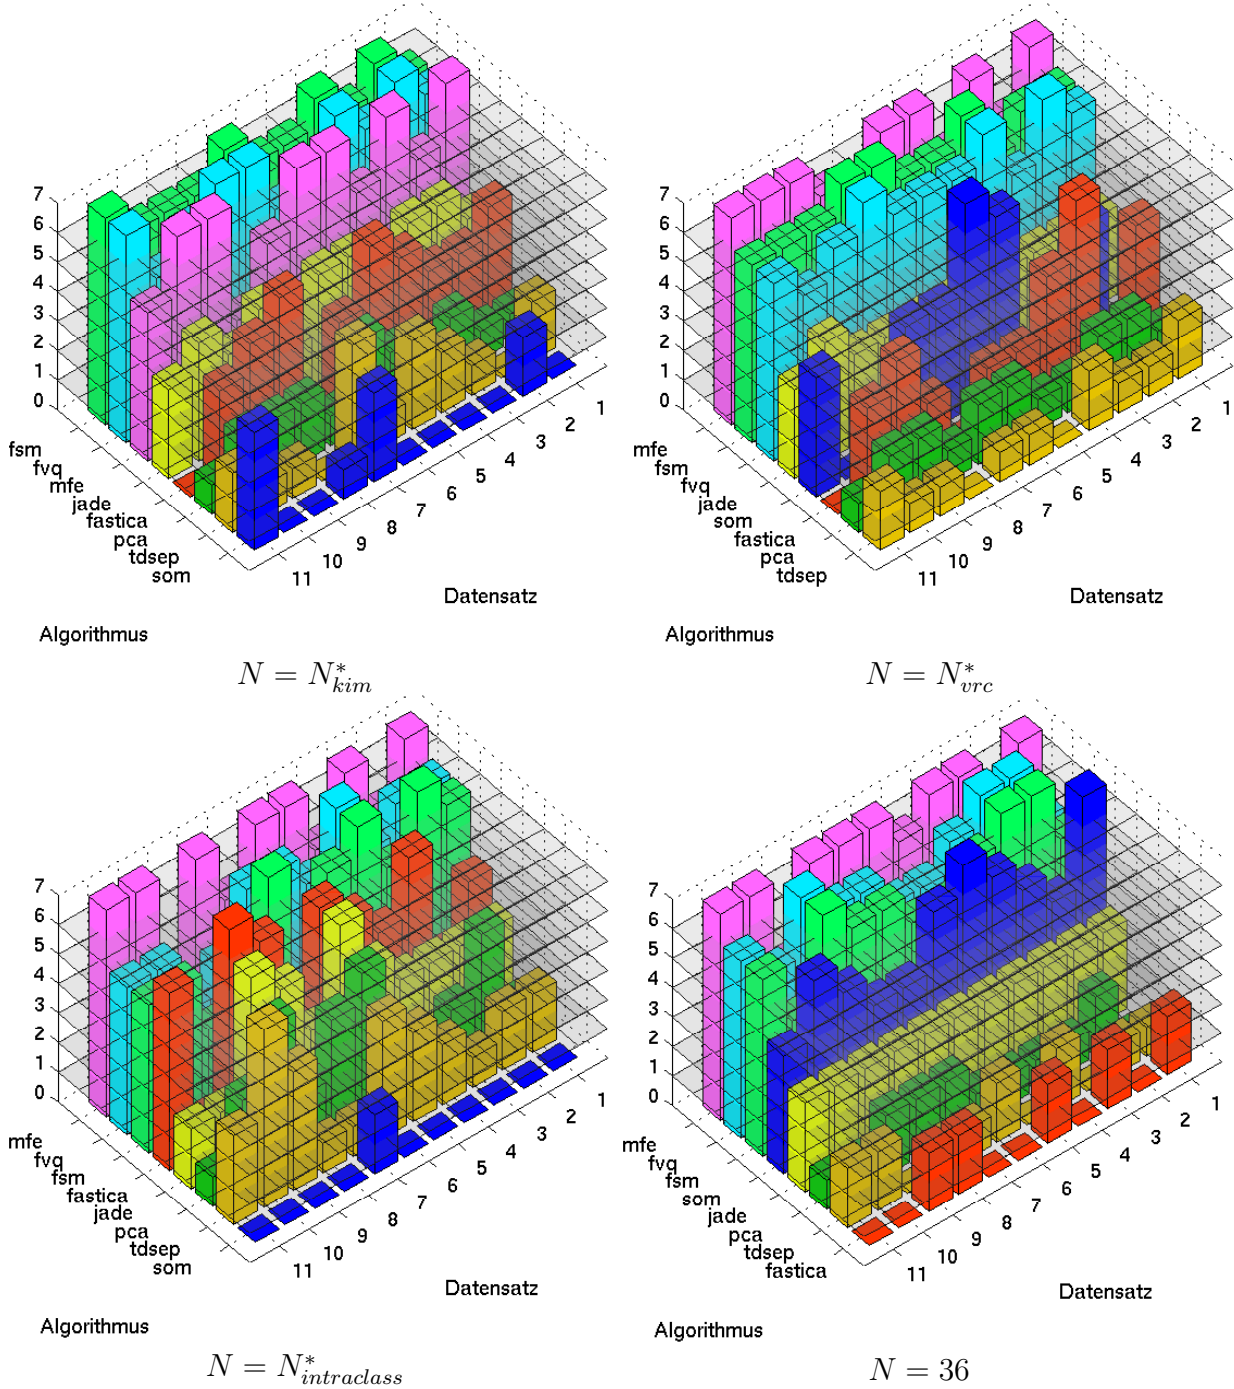 7
6
5
4
3
2
1
0
fsm
fvq
mfe
jade
fastica
pca
tdsep
som
11
10
9
8
7
6
5
4
3
2
1
Datensatz
Algorithmus
N = N*kim
7
6
5
4
3
2
1
0
mfe
fsm
fvq
jade
som
fastica
pca
tdsep
11
10
9
8
7
6
5
4
3
2
1
Datensatz
Algorithmus
N = N*vrc
7
6
5
4
3
2
1
0
mfe
fvq
fsm
fastica
jade
pca
tdsep
som
11
10
9
8
7
6
5
4
3
2
1
Datensatz
Algorithmus
N = N*intraclass
7
6
5
4
3
2
1
0
mfe
fvq
fsm
som
jade
pca
tdsep
fastica
11
10
9
8
7
6
5
4
3
2
1
Datensatz
Algorithmus
N = 36